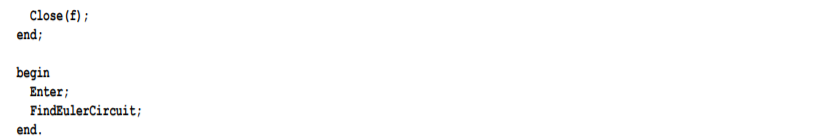 Close(f);
end;
begin
Enter;
FindEulerCircuit;
end.